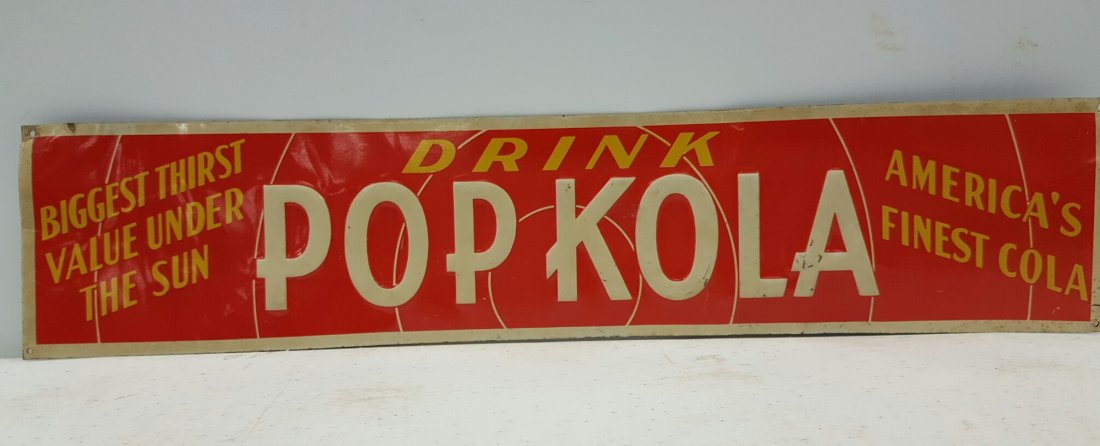 BIGGEST THIRST
VALUE UNDER
THE SUN
DRINK
POP KOLA
AMERICA'S
FINEST COLA